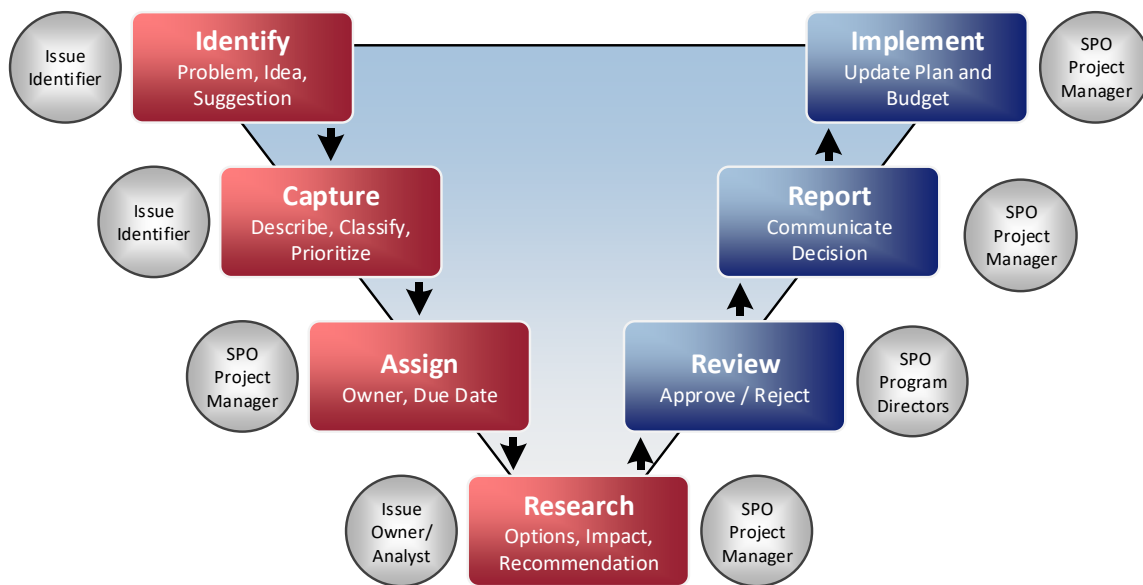 Issue
Identifier
Identify
Problem, Idea,
Suggestion
Implement
Update Plan and
Budget
SPO
Project
Manager
Issue
Identifier
Capture
Describe, Classify,
Prioritize
Report
Communicate
Decision
SPO
Project
Manager
SPO
Project
Manager
Assign
Owner, Due Date
Review
Approve / Reject
SPO
Program
Directors
Issue
Owner/
Analyst
Research
Options, Impact,
Recommendation
SPO
Project
Manager